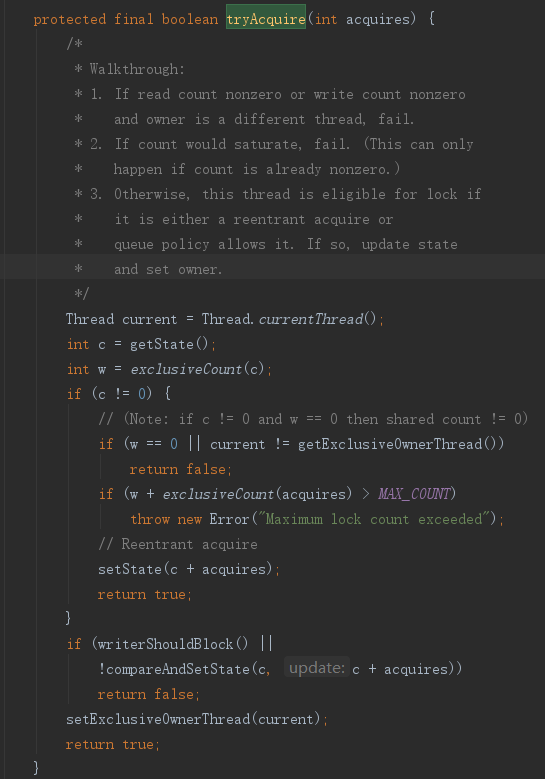 protected final boolean tryAcquire(int acquires) {
    /*
     * Walkthrough:
     * 1. If read count nonzero or write count nonzero
     *    and owner is a different thread, fail.
     * 2. If count would saturate, fail. (This can only
     *    happen if count is already nonzero.)
     * 3. Otherwise, this thread is eligible for lock if
     *    it is either a reentrant acquire or
     *    queue policy allows it. If so, update state
     *    and set owner.
     */
    Thread current = Thread.currentThread();
    int c = getState();
    int w = exclusiveCount(c);
    if (c != 0) {
        // (Note: if c != 0 and w == 0 then shared count != 0)
        if (w == 0 || current != getExclusiveOwnerThread())
            return false;
        if (w + exclusiveCount(acquires) > MAX_COUNT)
            throw new Error("Maximum lock count exceeded");
        // Reentrant acquire
        setState(c + acquires);
        return true;
    }
    if (writerShouldBlock() ||
        !compareAndSetState(c, update: c + acquires))
        return false;
    setExclusiveOwnerThread(current);
    return true;
}